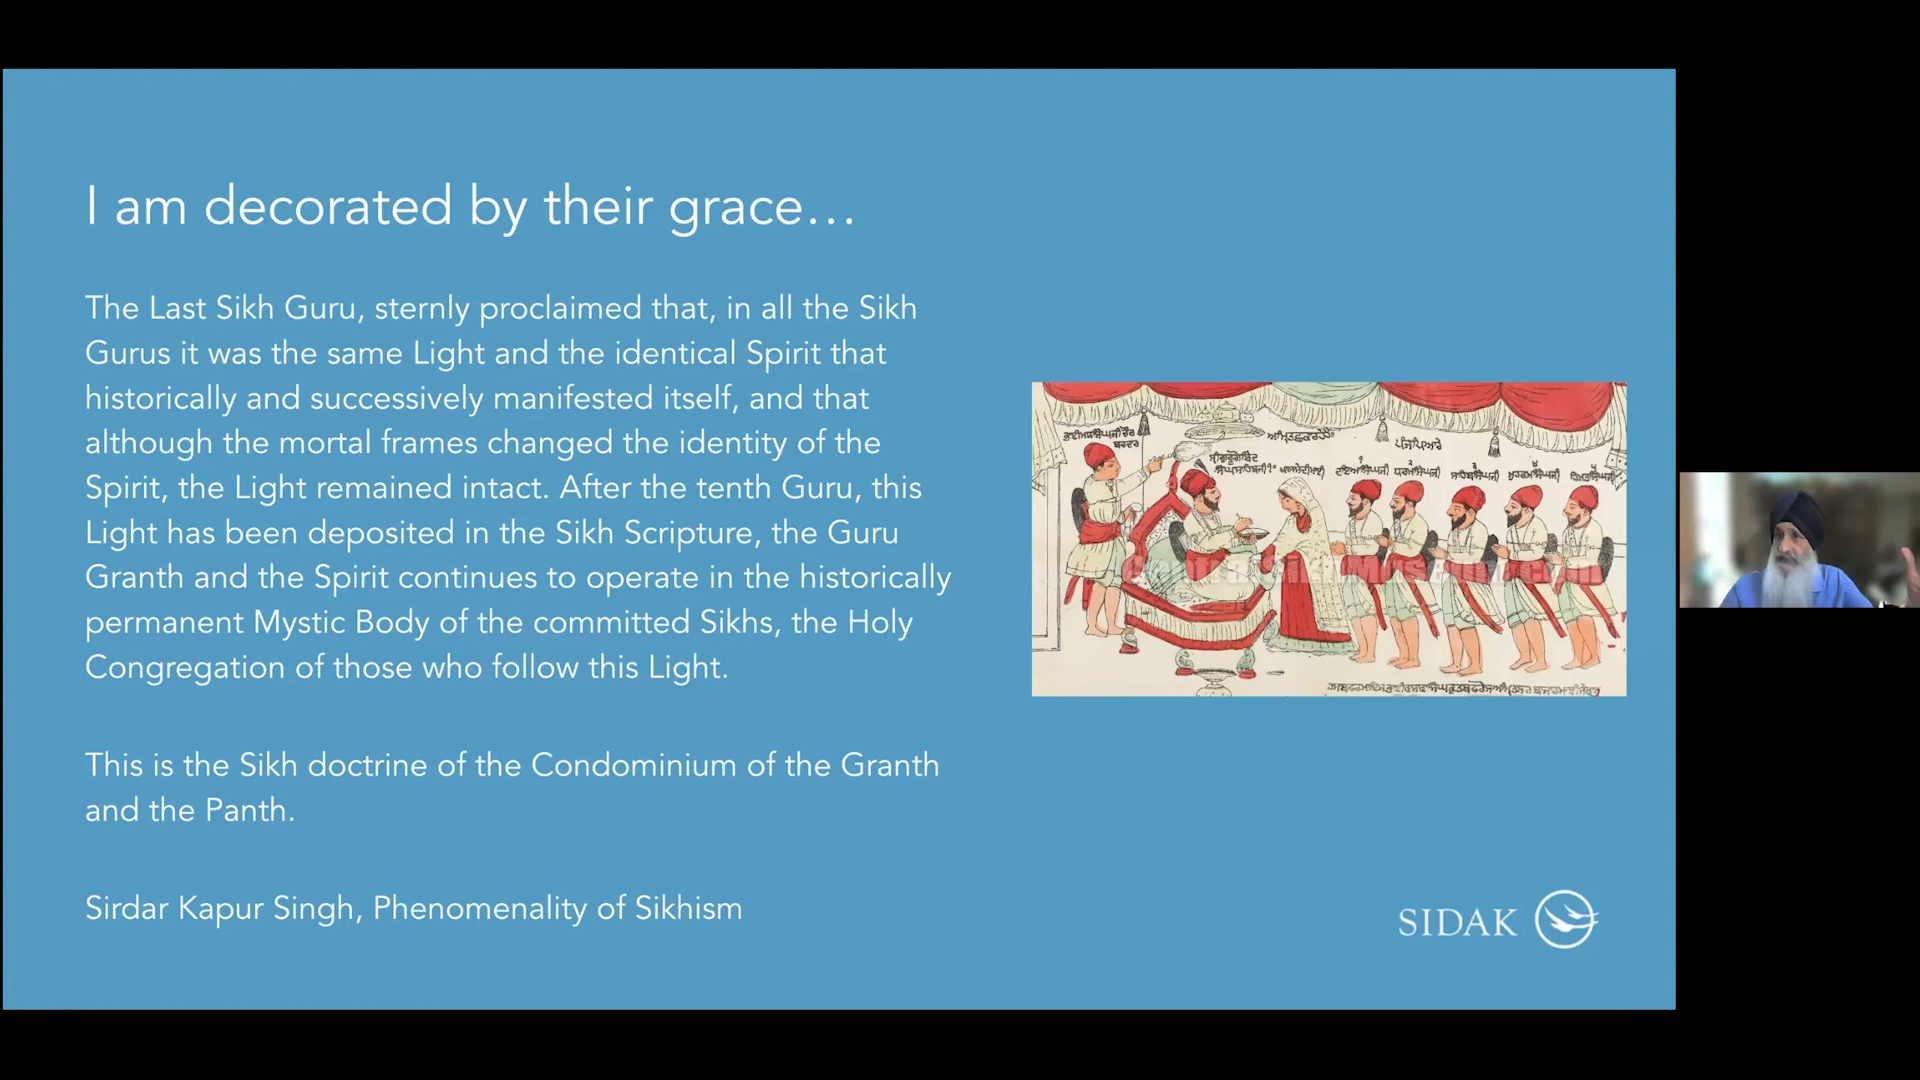 I am decorated by their grace...
The Last Sikh Guru, sternly proclaimed that, in all the Sikh
Gurus it was the same Light and the identical Spirit that
historically and successively manifested itself, and that
although the mortal frames changed the identity of the
Spirit, the Light remained intact. After the tenth Guru, this
Light has been deposited in the Sikh Scripture, the Guru
Granth and the Spirit continues to operate in the historically
permanent Mystic Body of the committed Sikhs, the Holy
Congregation of those who follow this Light.
This is the Sikh doctrine of the Condominium of the Granth
and the Panth.
Sirdar Kapur Singh, Phenomenality of Sikhism
ਪੰਜਪਿਆਰੇ
SIDAK